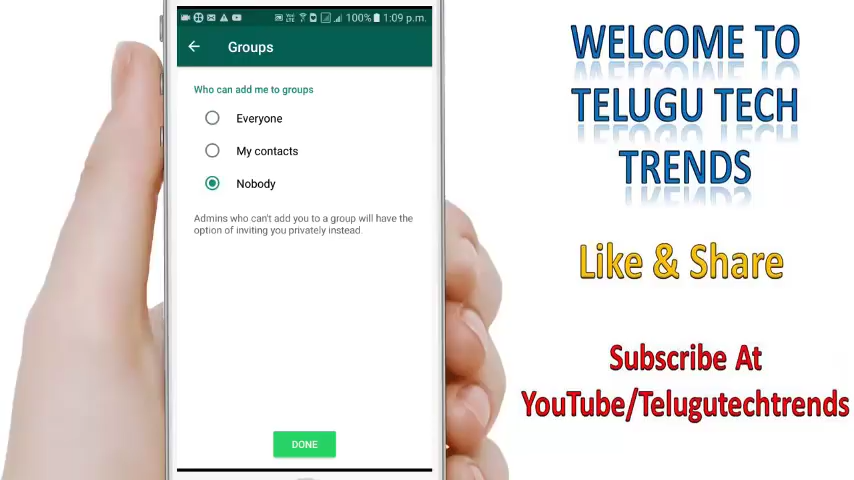 100% 1:09 p.m.
Groups
Who can add me to groups
Everyone
My contacts
Nobody
Admins who can't add you to a group will have the
option of inviting you privately instead.
DONE
WELCOME TO
TELUGU TECH
TRENDS
Like & Share
Subscribe At
YouTube/Telugutechtrends